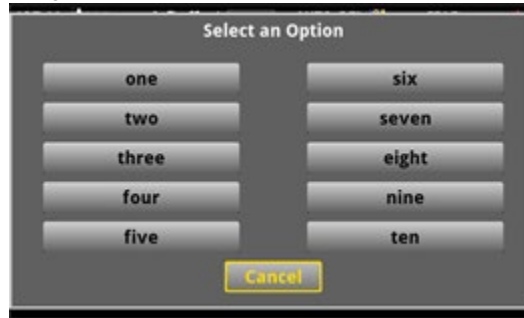 Select an Option
one
two
three
four
five
six
seven
eight
nine
ten
Cancel